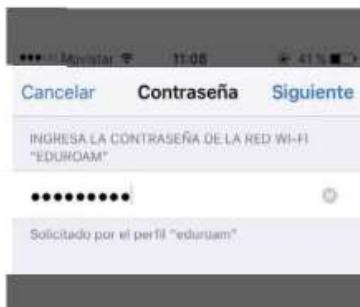 Movistar 11:08 41 %
Cancelar Contraseña Siguiente
INGRESA LA CONTRASEÑA DE LA RED WI-FI
"EDUROAM"
●●●●●●●●●
Solicitado por el perfil "eduroam"